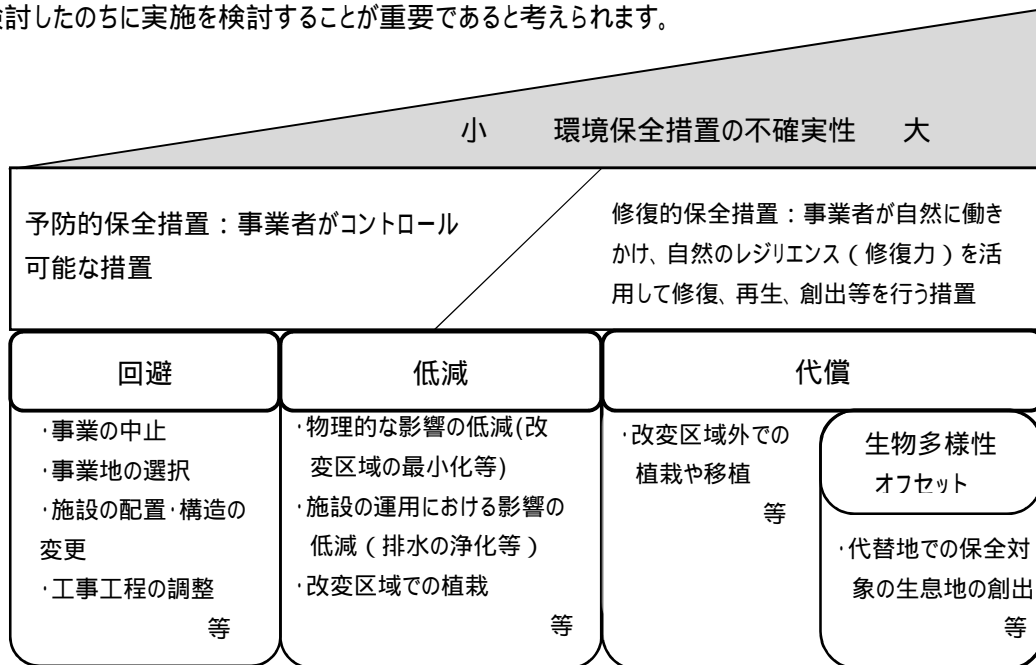 検討したのちに実施を検討することが重要であると考えられます。
小 環境保全措置の不確実性 大
予防的保全措置：事業者がコントロール
可能な措置
修復的保全措置：事業者が自然に働き
かけ、自然のレジリエンス（修復力）を活
用して修復、再生、創出等を行う措置
回避
・事業の中止
・事業地の選択
・施設の配置・構造の
変更
・工事工程の調整
等
低減
・物理的な影響の低減(改
変区域の最小化等)
・施設の運用における影響の
低減（排水の浄化等）
・改変区域での植栽
等
代償
・改変区域外での
植栽や移植
等
生物多様性
オフセット
・代替地での保全対
象の生息地の創出
等